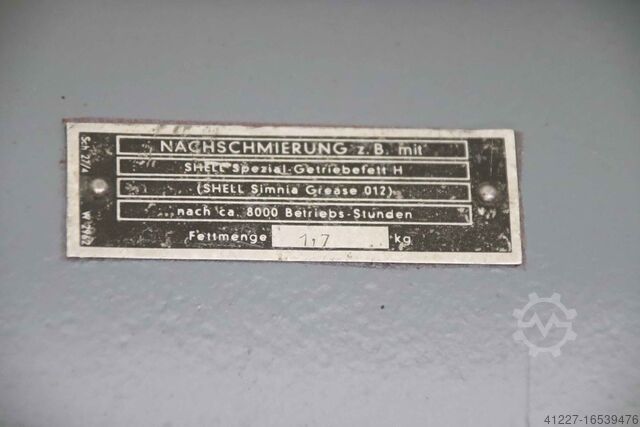 NACHSCHMIERUNG z.B. mit
SHELL Spezial-Getriebefett H
(SHELL Simnia Grease 012)
nach ca. 8000 Betriebs-Stunden
Fettmenge 1,7 kg
41227-16539476